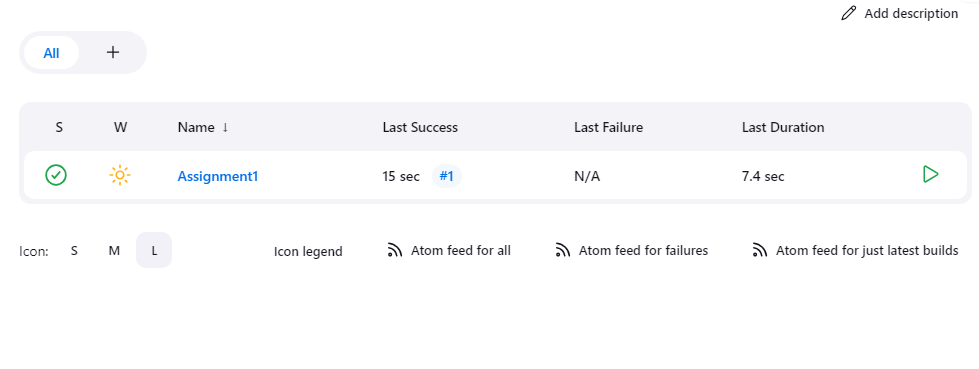 Add description
All +
S W Name ↓ Last Success Last Failure Last Duration
Assignment1 15 sec #1 N/A 7.4 sec
Icon: S M L Icon legend Atom feed for all Atom feed for failures Atom feed for just latest builds